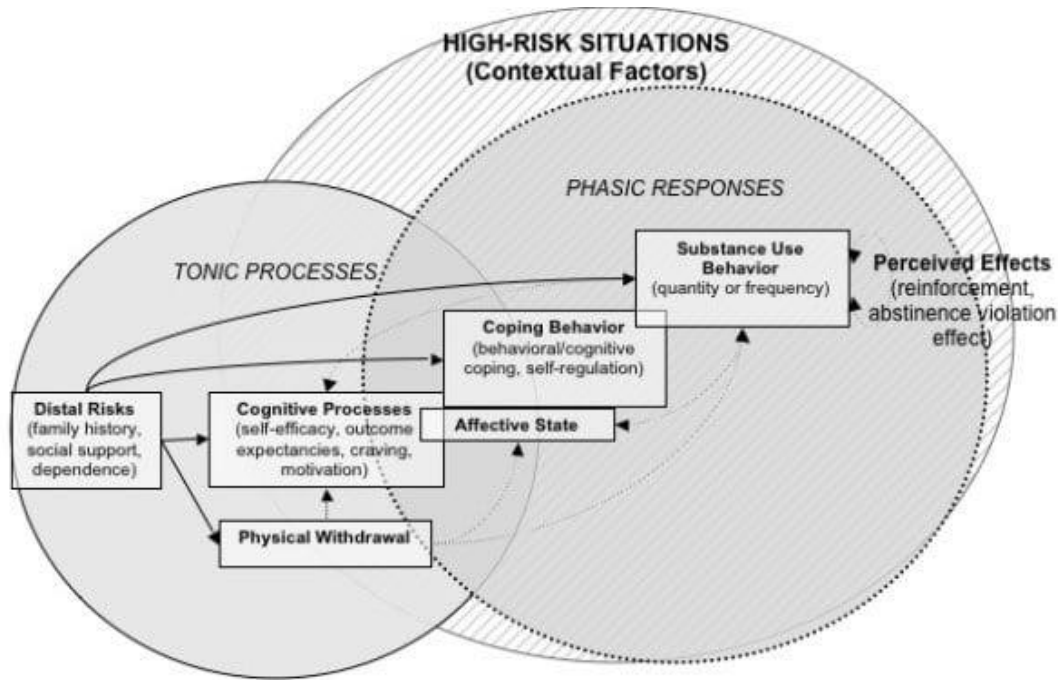 HIGH-RISK SITUATIONS
(Contextual Factors)
PHASIC RESPONSES
TONIC PROCESSES
Substance Use
Behavior
(quantity or frequency)
Perceived Effects
(reinforcement,
abstinence violation
effect)
Coping Behavior
(behavioral/cognitive
coping, self-regulation)
Distal Risks
(family history,
social support,
dependence)
Cognitive Processes
(self-efficacy, outcome
expectancies, craving,
motivation)
Affective State
Physical Withdrawal